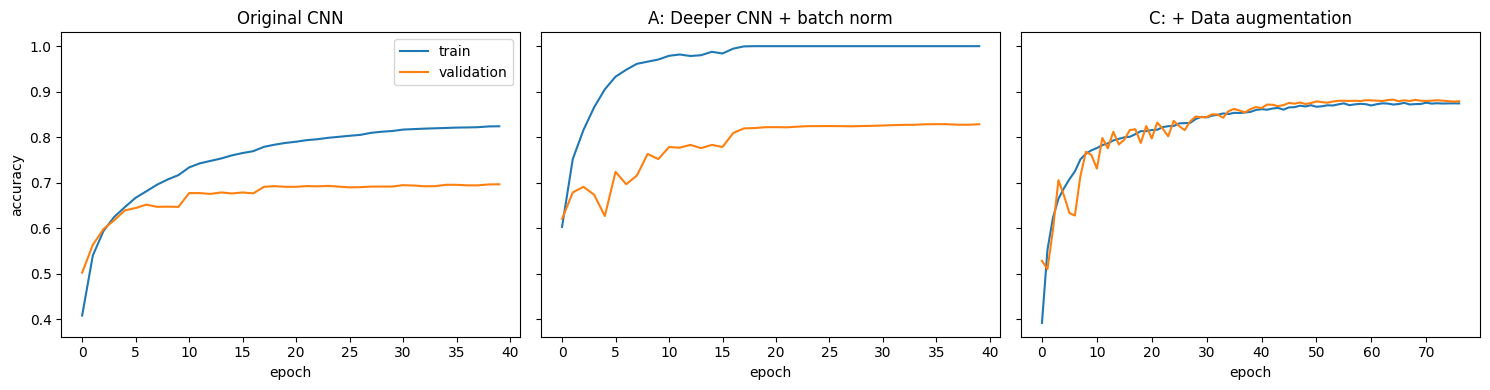 Original CNN
A: Deeper CNN + batch norm
C: + Data augmentation
train
validation
accuracy
1.0
0.9
0.8
0.7
0.6
0.5
0.4
0 5 10 15 20 25 30 35 40
0 5 10 15 20 25 30 35 40
0 10 20 30 40 50 60 70
epoch
epoch
epoch